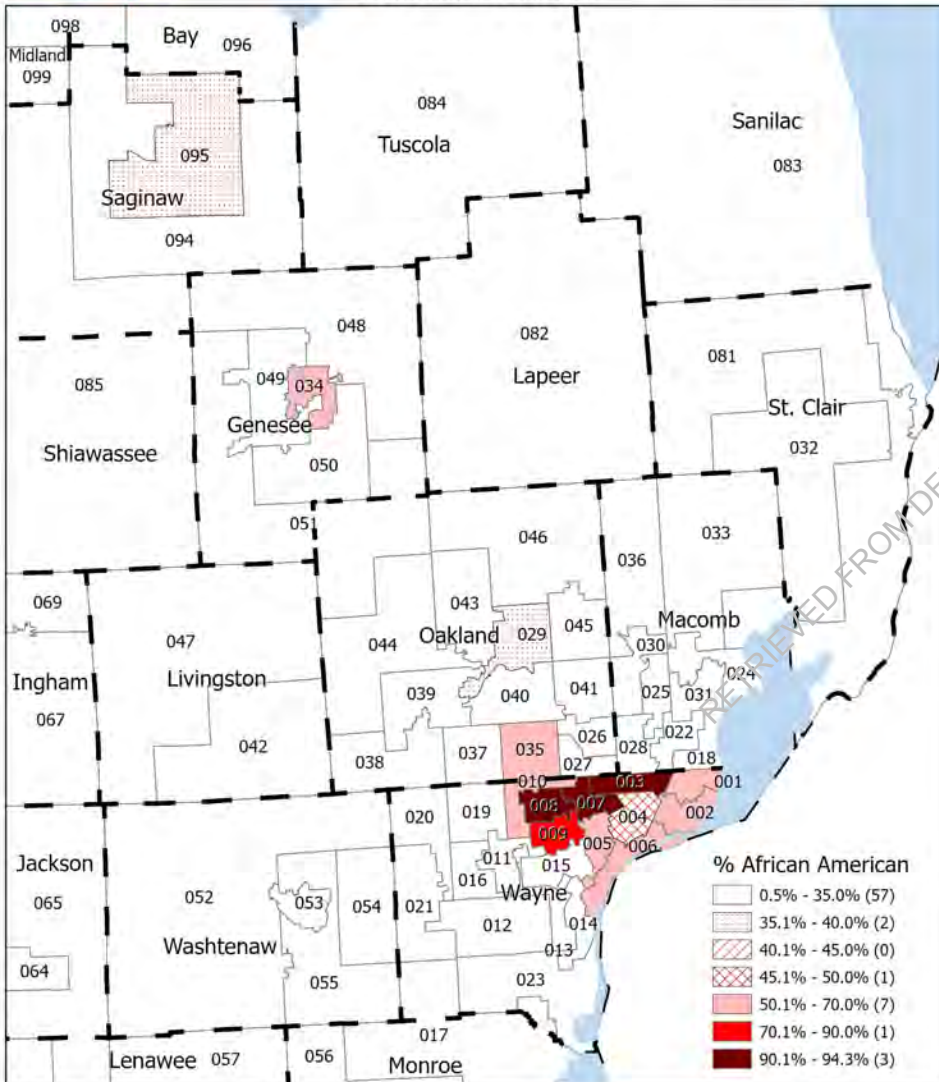 098
Bay
096
Midland
099
084
Tuscola
Sanilac
083
095
Saginaw
094
048
082
Lapeer
081
085
049
034
St. Clair
Genesee
032
Shiawassee
050
051
046
033
036
069
043
047
Oakland
029
045
Macomb
044
030
Livingston
Ingham
039
040
041
025
031
024
067
042
035
026
022
038
037
027
028
018
010
003
001
008
007
020
019
004
002
009
005
006
Jackson
011
015
065
052
053
054
016
Wayne
021
012
014
Washtenaw
013
064
055
023
017
Lenawee
057
056
Monroe
RETRIEVED FROM DE
% African American
0.5% - 35.0% (57)
35.1% - 40.0% (2)
40.1% - 45.0% (0)
45.1% - 50.0% (1)
50.1% - 70.0% (7)
70.1% - 90.0% (1)
90.1% - 94.3% (3)